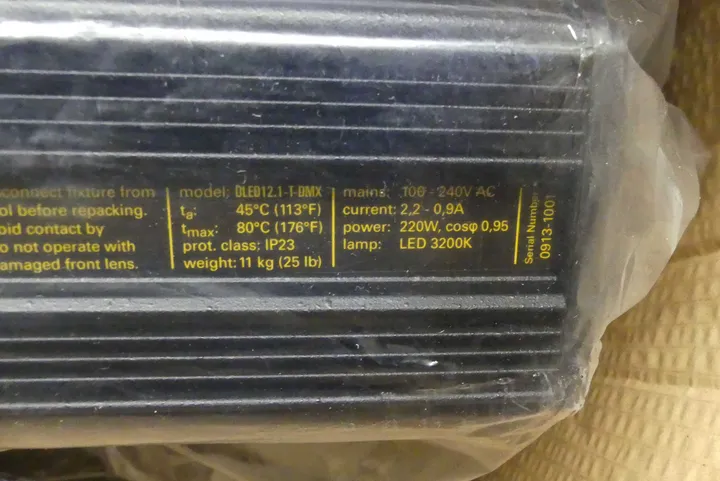 connect fixture from
ol before repacking.
oid contact by
o not operate with
amaged front lens.
model: DLED12.1-T-DMX
ta: 45°C (113°F)
tmax: 80°C (176°F)
prot. class: IP23
weight: 11 kg (25 lb)
mains: 100 - 240V AC
current: 2,2 - 0,9A
power: 220W, cosφ 0,95
lamp: LED 3200K
Serial Number
0913-1001